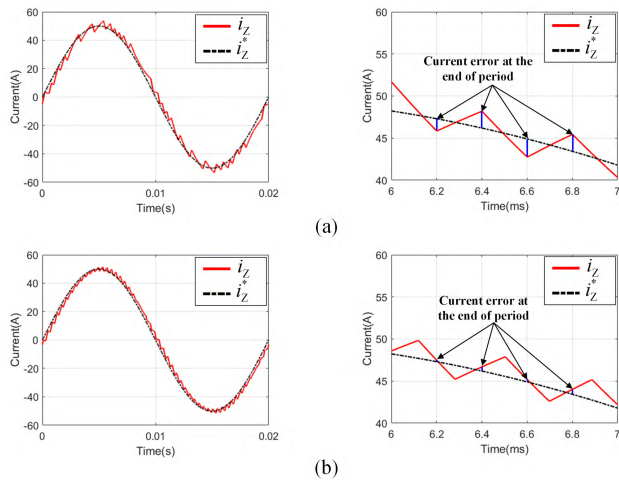 60
40
20
0
-20
-40
-60
0
0.01
0.02
Current(A)
Time(s)
i_Z
i_Z^*
60
55
50
45
40
6
6.2
6.4
6.6
6.8
7
Current(A)
Time(ms)
i_Z
i_Z^*
Current error at the
end of period
(a)
60
40
20
0
-20
-40
-60
0
0.01
0.02
Current(A)
Time(s)
i_Z
i_Z^*
60
55
50
45
40
6
6.2
6.4
6.6
6.8
7
Current(A)
Time(ms)
i_Z
i_Z^*
Current error at
the end of period
(b)